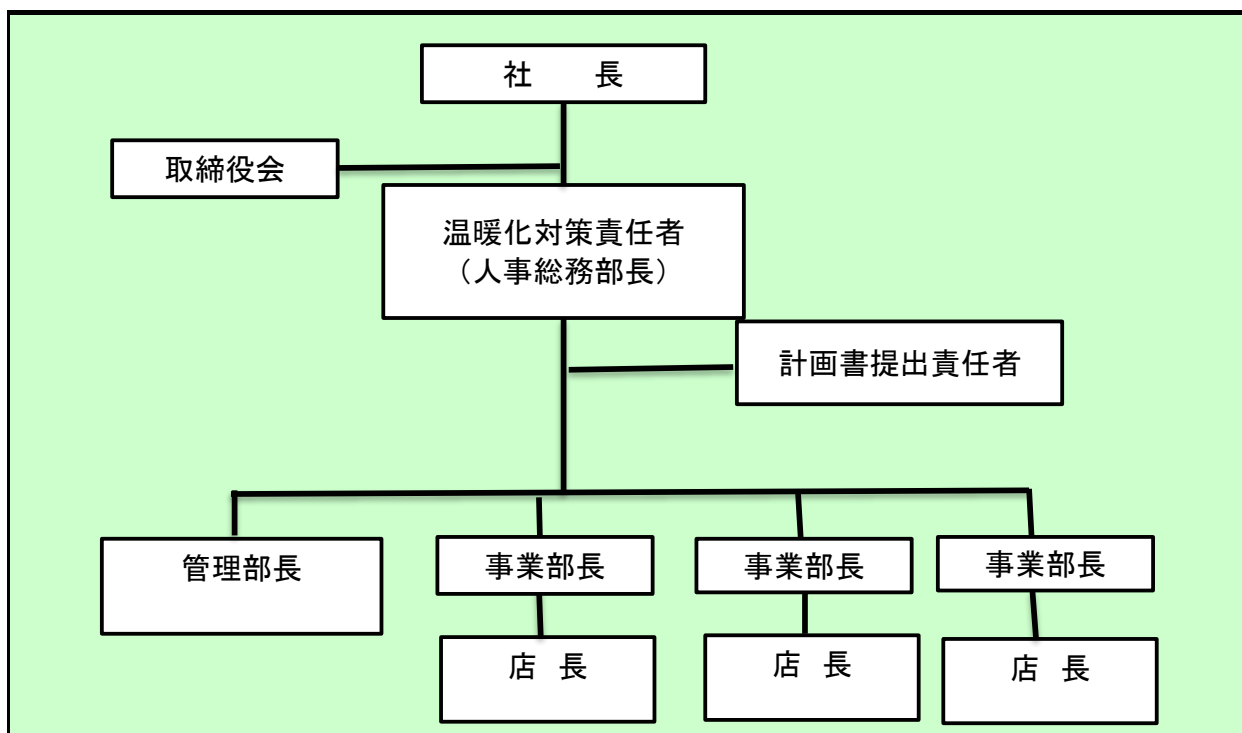 社　　長
取締役会
温暖化対策責任者
（人事総務部長）
計画書提出責任者
管理部長
事業部長
事業部長
事業部長
店　長
店　長
店　長